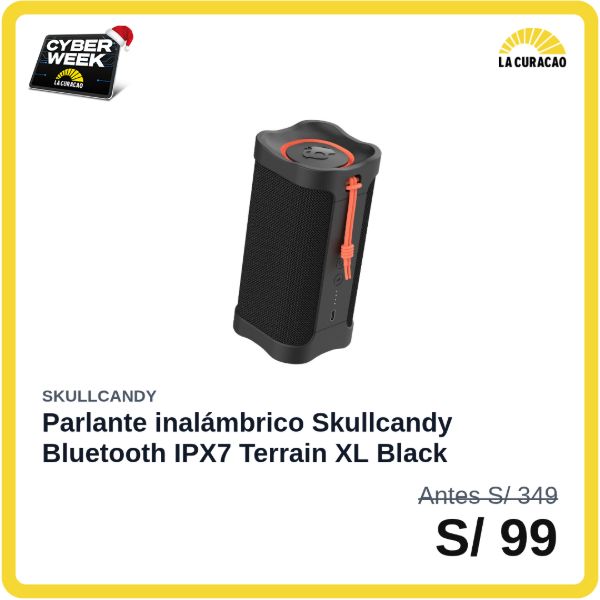 CYBER
WEEK
LA CURACAO
LA CURACAO
SKULLCANDY
Parlante inalámbrico Skullcandy
Bluetooth IPX7 Terrain XL Black
Antes S/ 349
S/ 99